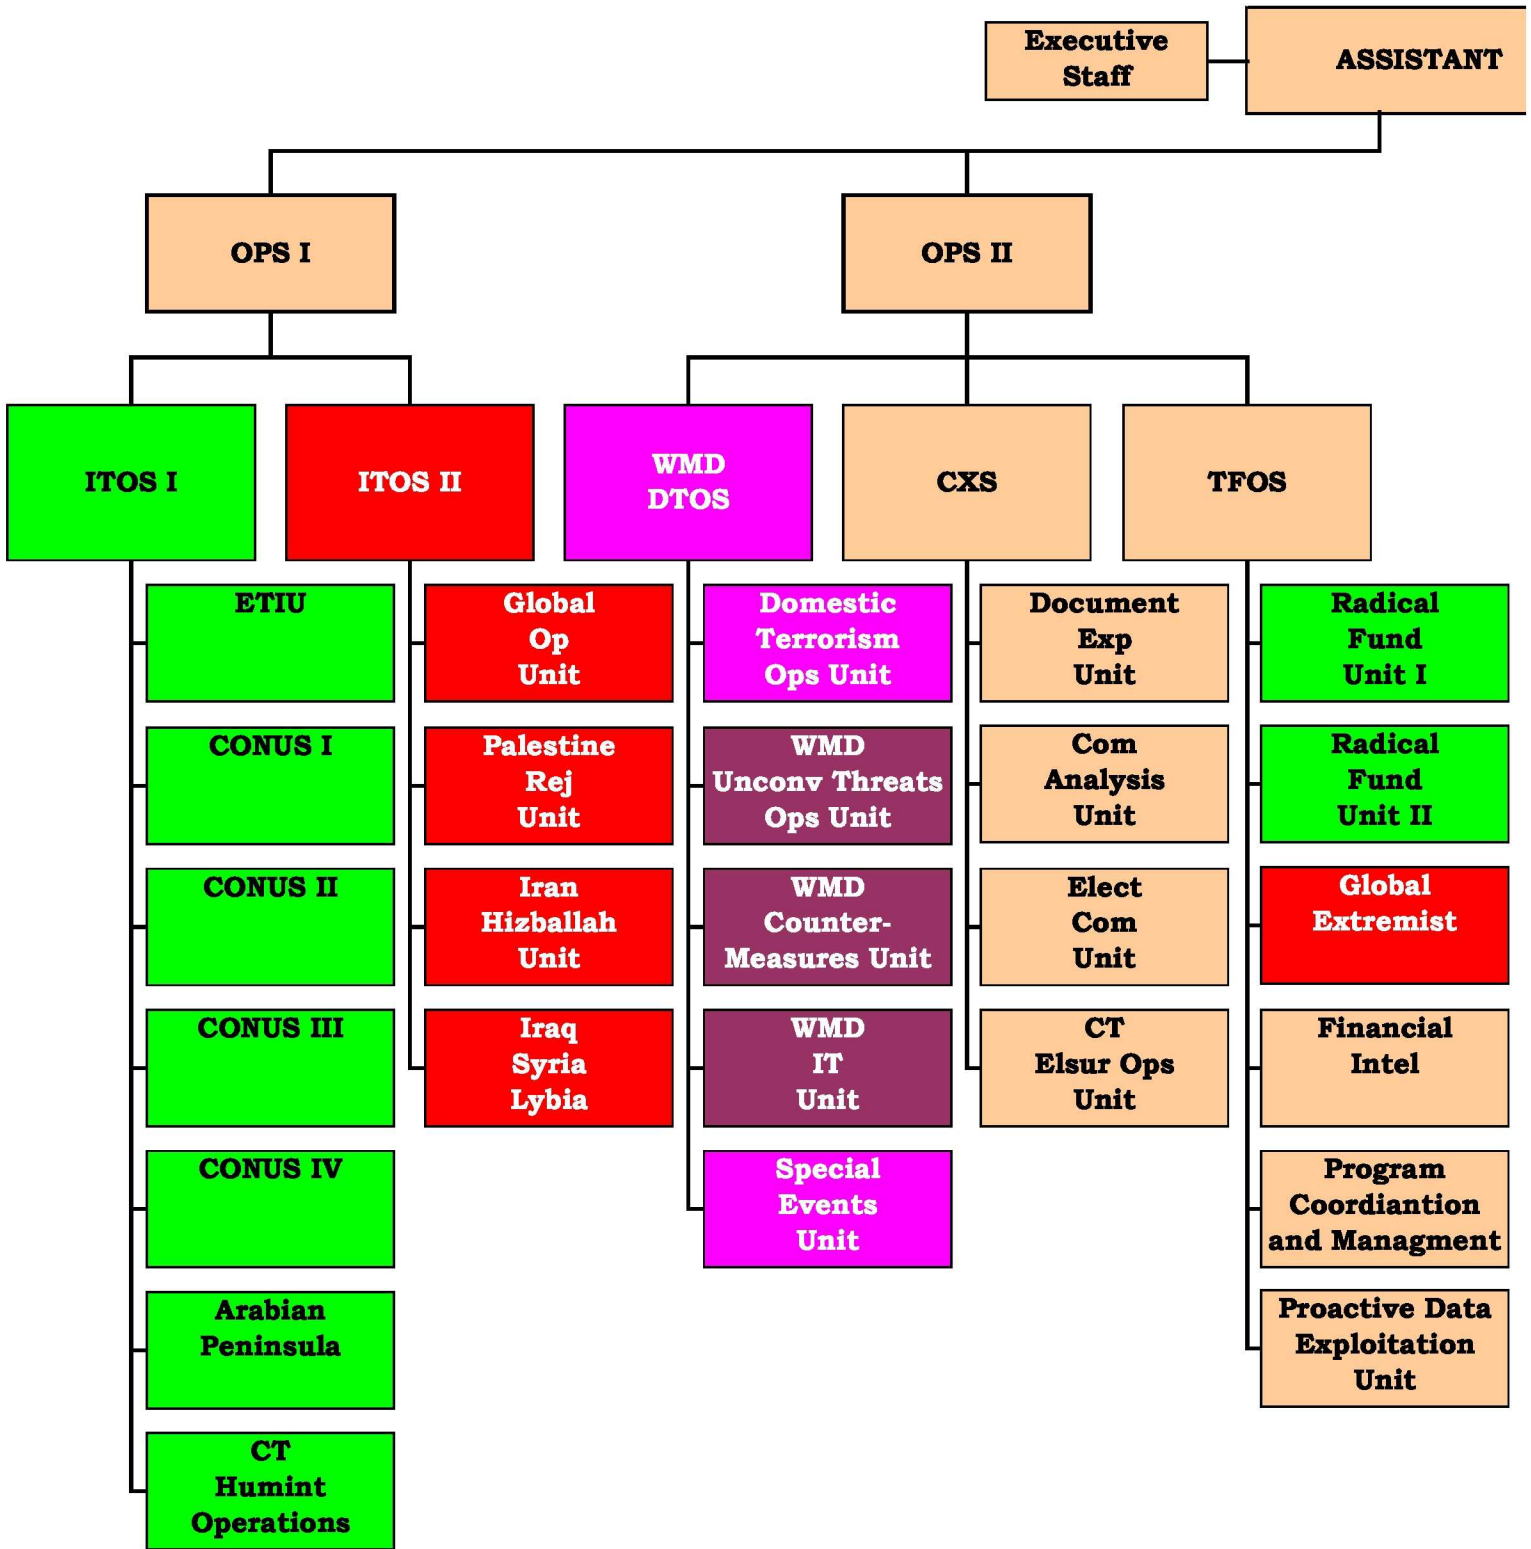 Executive
Staff
ASSISTANT
OPS I
OPS II
ITOS I
ITOS II
WMD
DTOS
CXS
TFOS
ETIU
CONUS I
CONUS II
CONUS III
CONUS IV
Arabian
Peninsula
CT
Humint
Operations
Global
Op
Unit
Palestine
Rej
Unit
Iran
Hizballah
Unit
Iraq
Syria
Lybia
Domestic
Terrorism
Ops Unit
WMD
Unconv Threats
Ops Unit
WMD
Counter-
Measures Unit
WMD
IT
Unit
Special
Events
Unit
Document
Exp
Unit
Com
Analysis
Unit
Elect
Com
Unit
CT
Elsur Ops
Unit
Radical
Fund
Unit I
Radical
Fund
Unit II
Global
Extremist
Financial
Intel
Program
Coordiantion
and Managment
Proactive Data
Exploitation
Unit